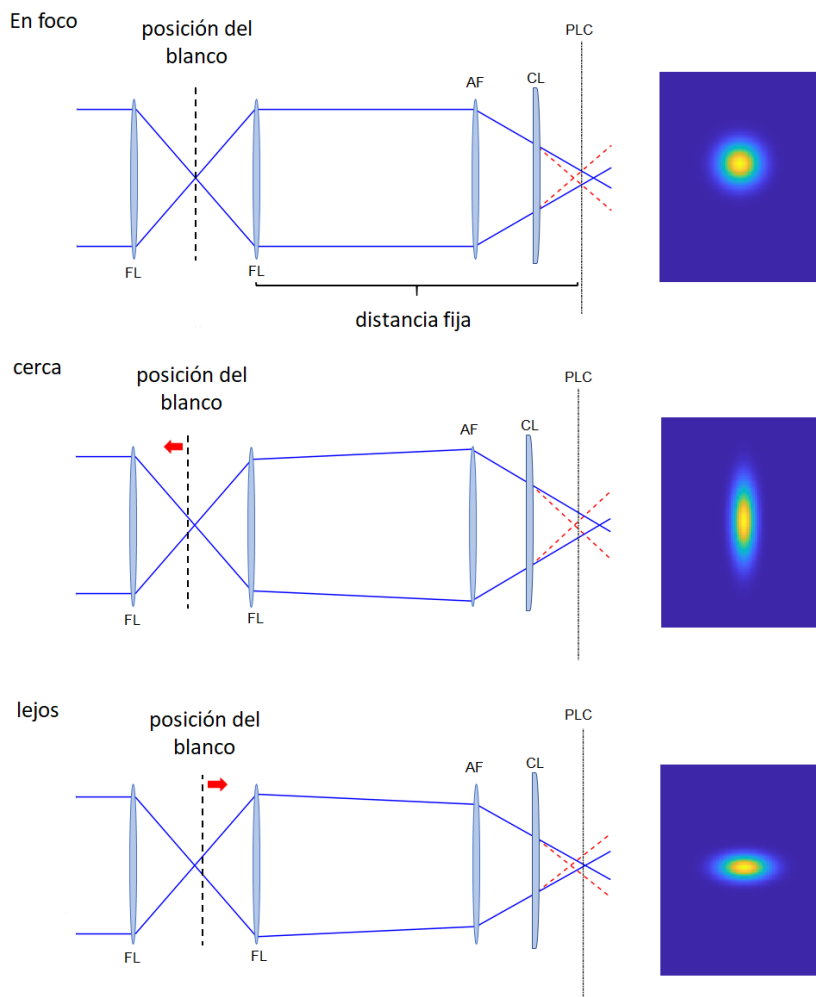 En foco
posición del
blanco
PLC
AF
CL
FL
FL
distancia fija
cerca
posición del
blanco
PLC
AF
CL
FL
FL
lejos
posición del
blanco
PLC
AF
CL
FL
FL